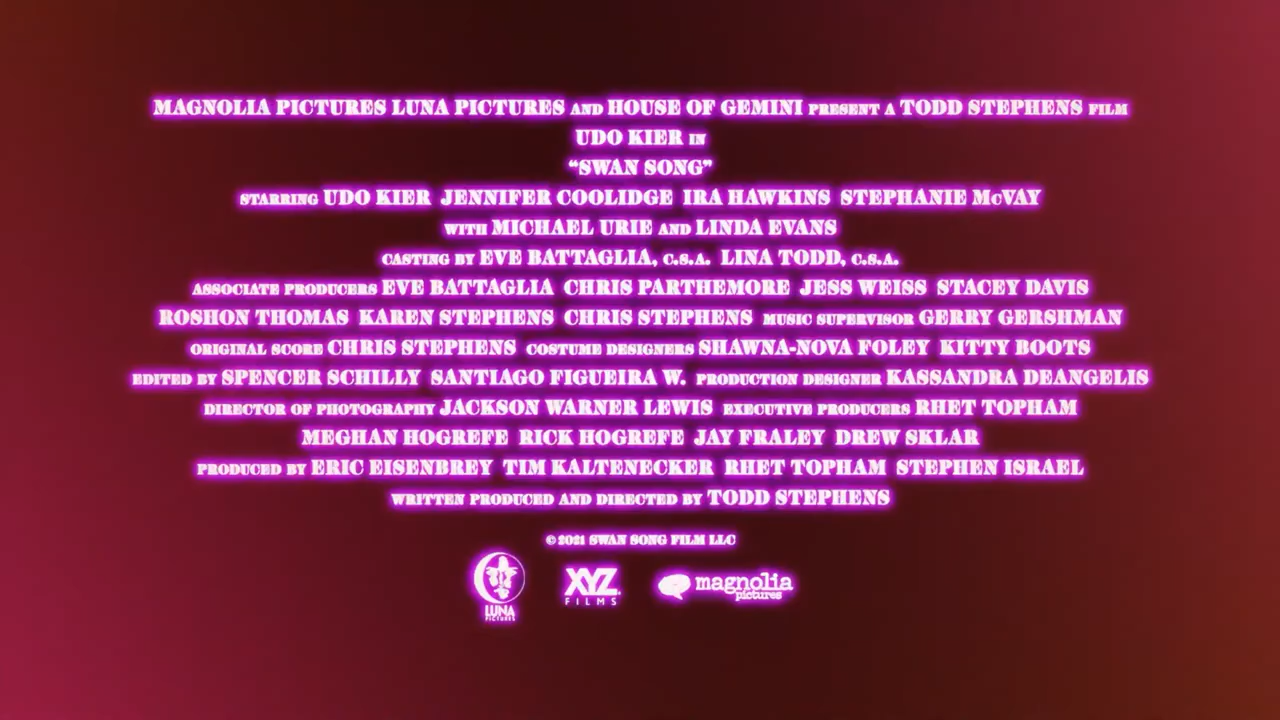 MAGNOLIA PICTURES LUNA PICTURES AND HOUSE OF GEMINI PRESENT A TODD STEPHENS FILM
UDO KIER IN
“SWAN SONG”
STARRING UDO KIER JENNIFER COOLIDGE IRA HAWKINS STEPHANIE McVAY
WITH MICHAEL URIE AND LINDA EVANS
CASTING BY EVE BATTAGLIA, C.S.A. LINA TODD, C.S.A.
ASSOCIATE PRODUCERS EVE BATTAGLIA CHRIS PARTHEMORE JESS WEISS STACEY DAVIS
ROSHON THOMAS KAREN STEPHENS CHRIS STEPHENS MUSIC SUPERVISOR GERRY GERSHMAN
ORIGINAL SCORE CHRIS STEPHENS COSTUME DESIGNERS SHAWNA-NOVA FOLEY KITTY BOOTS
EDITED BY SPENCER SCHILLY SANTIAGO FIGUEIRA W. PRODUCTION DESIGNER KASSANDRA DEANGELIS
DIRECTOR OF PHOTOGRAPHY JACKSON WARNER LEWIS EXECUTIVE PRODUCERS RHET TOPHAM
MEGHAN HOGREFE RICK HOGREFE JAY FRALEY DREW SKLAR
PRODUCED BY ERIC EISENBREY TIM KALTENECKER RHET TOPHAM STEPHEN ISRAEL
WRITTEN PRODUCED AND DIRECTED BY TODD STEPHENS
© 2021 SWAN SONG FILM LLC
LUNA PICTURES
XYZ FILMS
magnolia pictures